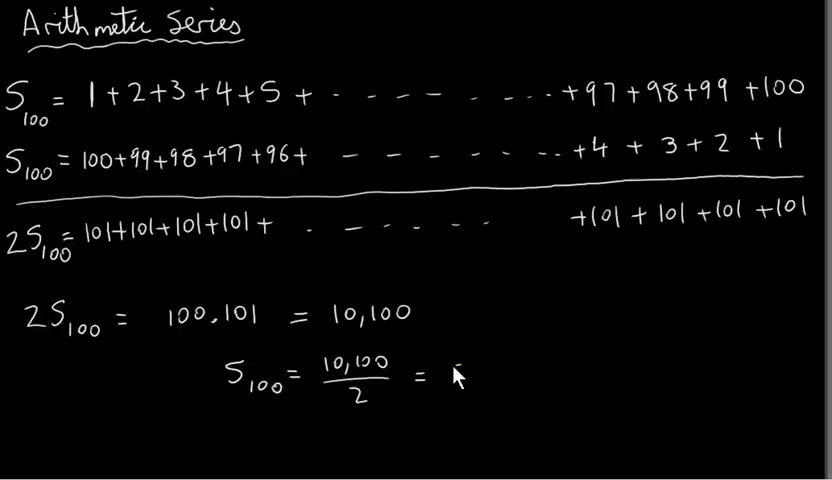 Arithmetic Series
S100 = 1+2+3+4+5 + . - - - - - . . . . +97+98+99+100
S100 = 100+99+98+97+96+ - - - - - . . . +4 + 3 + 2 + 1
2S100 = 101+101+101+101 + . - - . . . . +101 + 101 +101 +101
2S100 = 100.101 = 10,100
S100 = 10,100/2 =